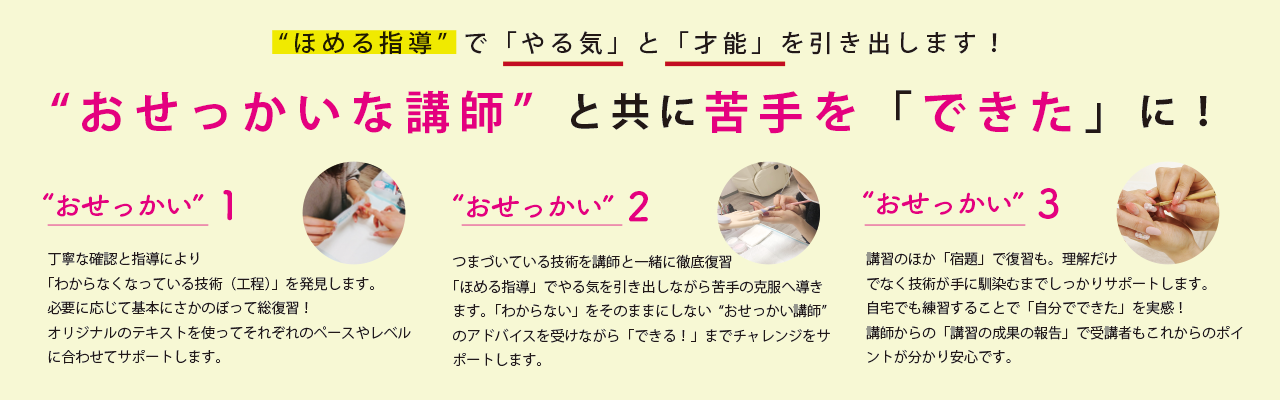 “ほめる指導” で「やる気」と「才能」を引き出します！
“おせっかいな講師” と共に苦手を「できた」に！
“おせっかい” 1
丁寧な確認と指導により
「わからなくなっている技術（工程）」を発見します。
必要に応じて基本にさかのぼって総復習！
オリジナルのテキストを使ってそれぞれのペースやレベル
に合わせてサポートします。
“おせっかい” 2
つまづいている技術を講師と一緒に徹底復習
「ほめる指導」でやる気を引き出しながら苦手の克服へ導き
ます。「わからない」をそのままにしない “おせっかい講師”
のアドバイスを受けながら「できる！」までチャレンジをサ
ポートします。
“おせっかい” 3
講習のほか「宿題」で復習も。理解だけ
でなく技術が手に馴染むまでしっかりサポートします。
自宅でも練習することで「自分でできた」を実感！
講師からの「講習の成果の報告」で受講者もこれからのポイ
ントが分かり安心です。